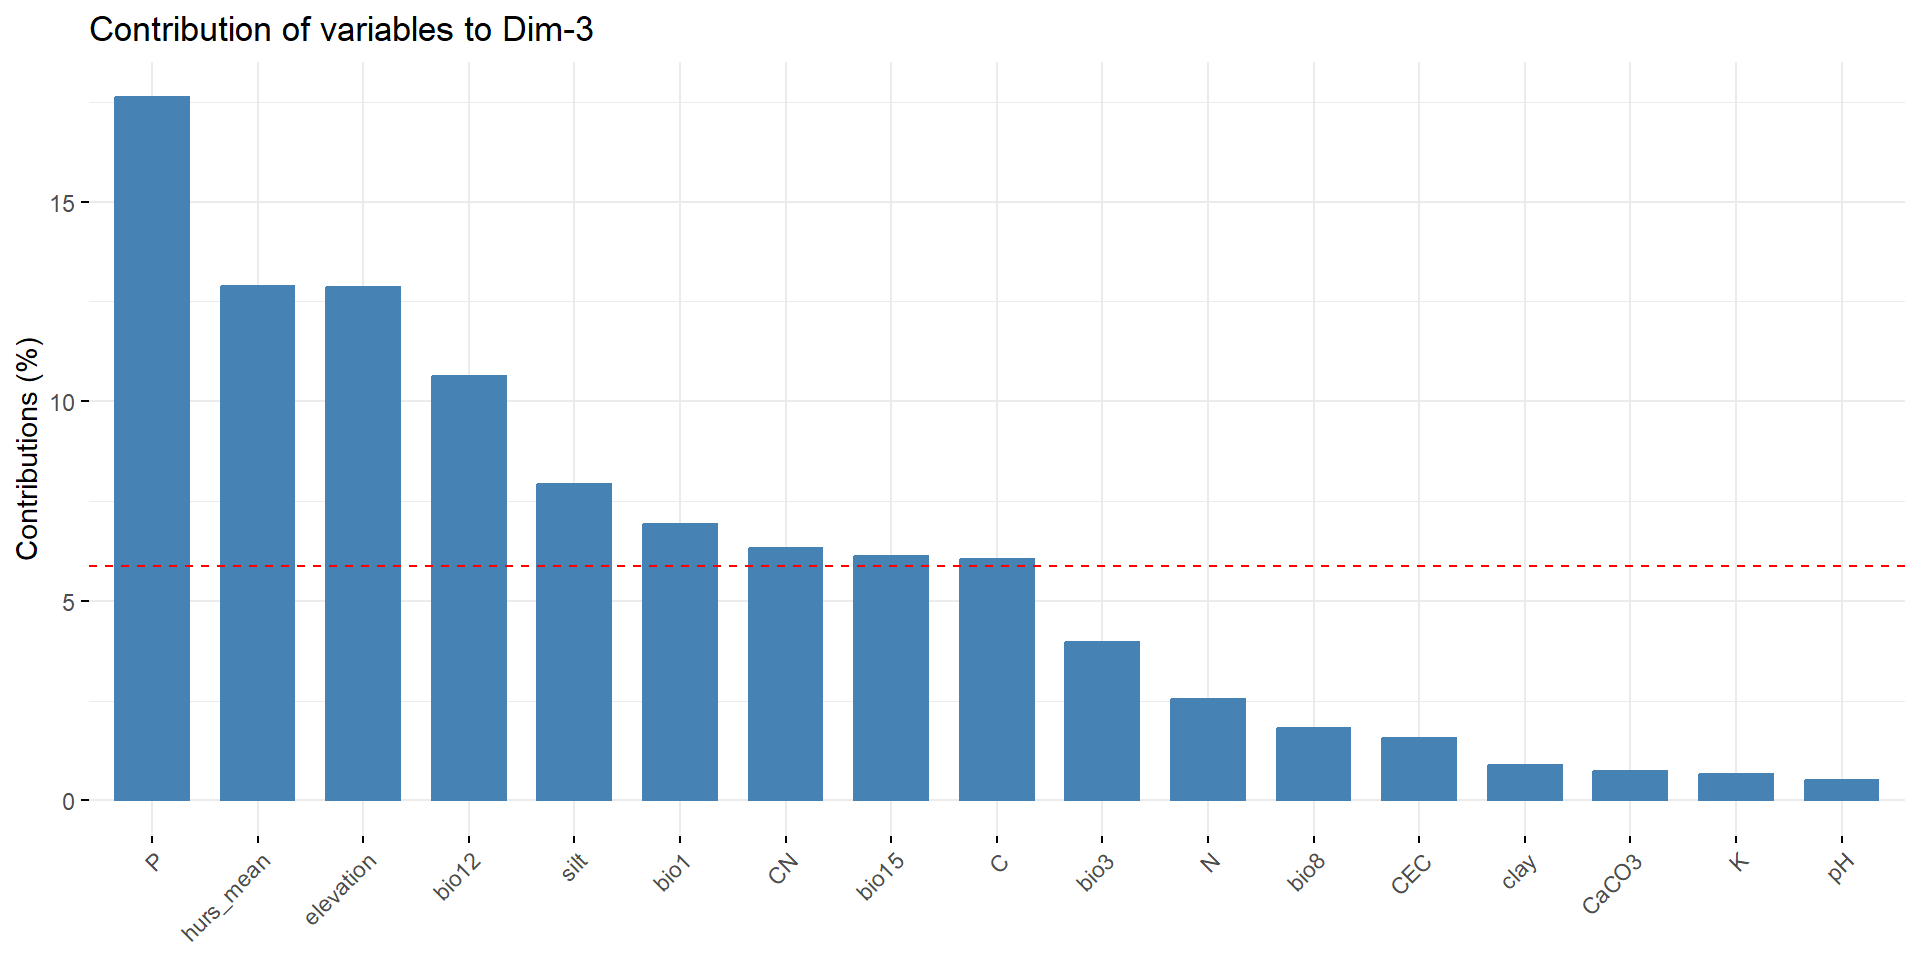 Contribution of variables to Dim-3
Contributions (%)
15
10
5
0
P
hurs_mean
elevation
bio12
silt
bio1
CN
bio15
C
bio3
N
bio8
CEC
clay
CaCO3
K
pH